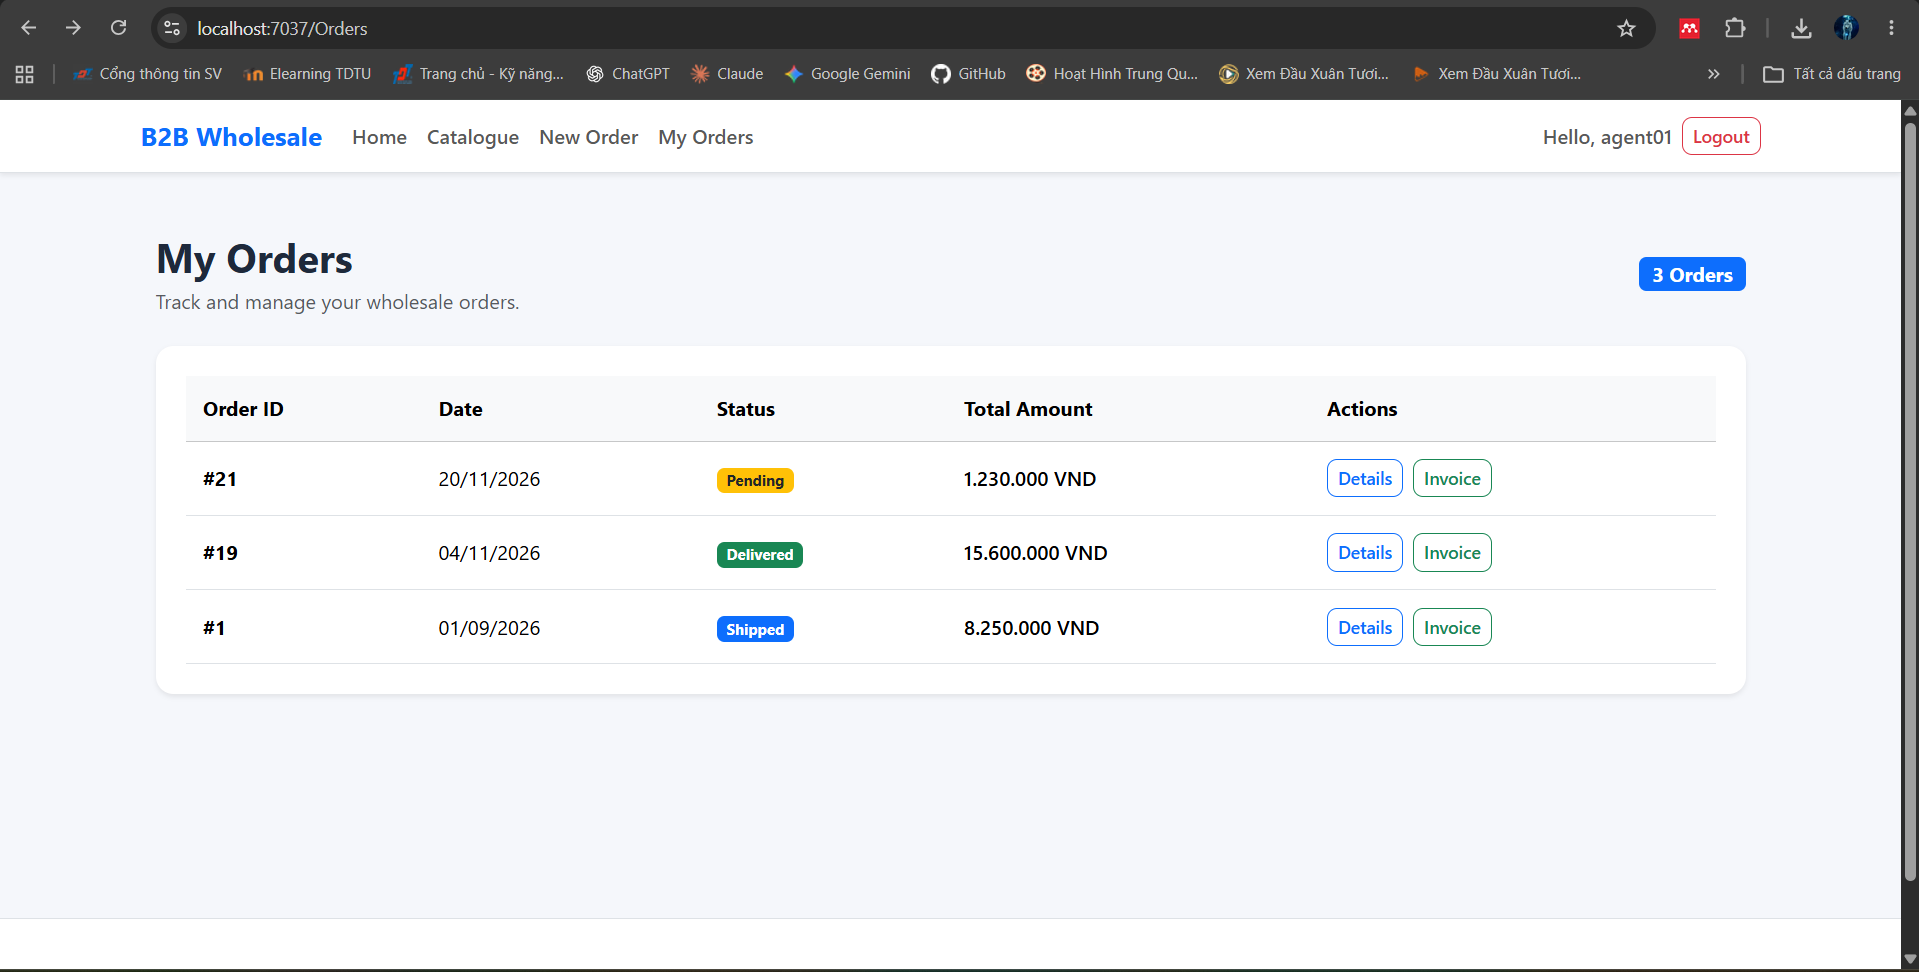 localhost:7037/Orders
Cổng thông tin SV Elearning TDTU Trang chủ - Kỹ năng... ChatGPT Claude Google Gemini GitHub Hoạt Hình Trung Qu... Xem Đầu Xuân Tươi... Xem Đầu Xuân Tươi... » Tất cả dấu trang
B2B Wholesale Home Catalogue New Order My Orders Hello, agent01 Logout
My Orders
3 Orders
Track and manage your wholesale orders.
Order ID Date Status Total Amount Actions
#21 20/11/2026 Pending 1.230.000 VND Details Invoice
#19 04/11/2026 Delivered 15.600.000 VND Details Invoice
#1 01/09/2026 Shipped 8.250.000 VND Details Invoice